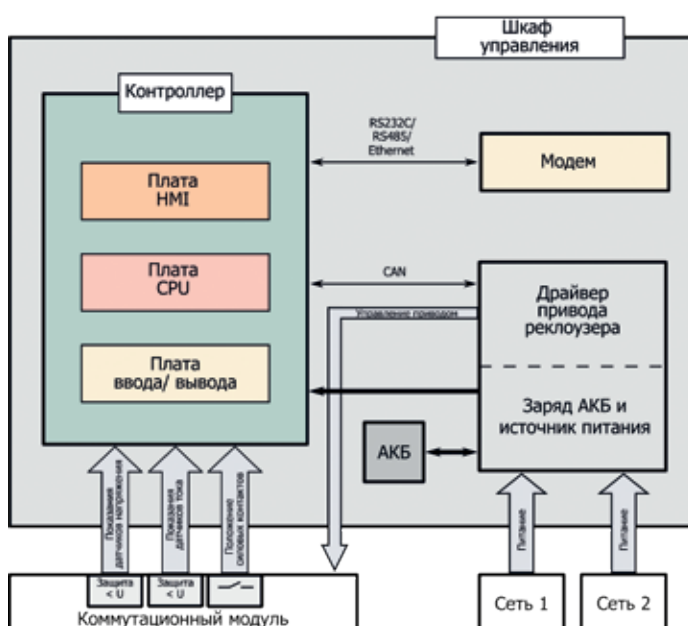 Шкаф
управления
Контроллер
RS232C/
RS485/
Ethernet
Модем
Плата
HMI
Плата
CPU
CAN
Управление приводом
Драйвер
привода
реклоузера
Плата
ввода/ вывода
Заряд АКБ и
источник питания
АКБ
Показания
датчиков напряжения
Показания
датчиков тока
Положение
силовых контактов
Питание
Питание
Защита
< U
Защита
< U
Коммутационный модуль
Сеть 1
Сеть 2